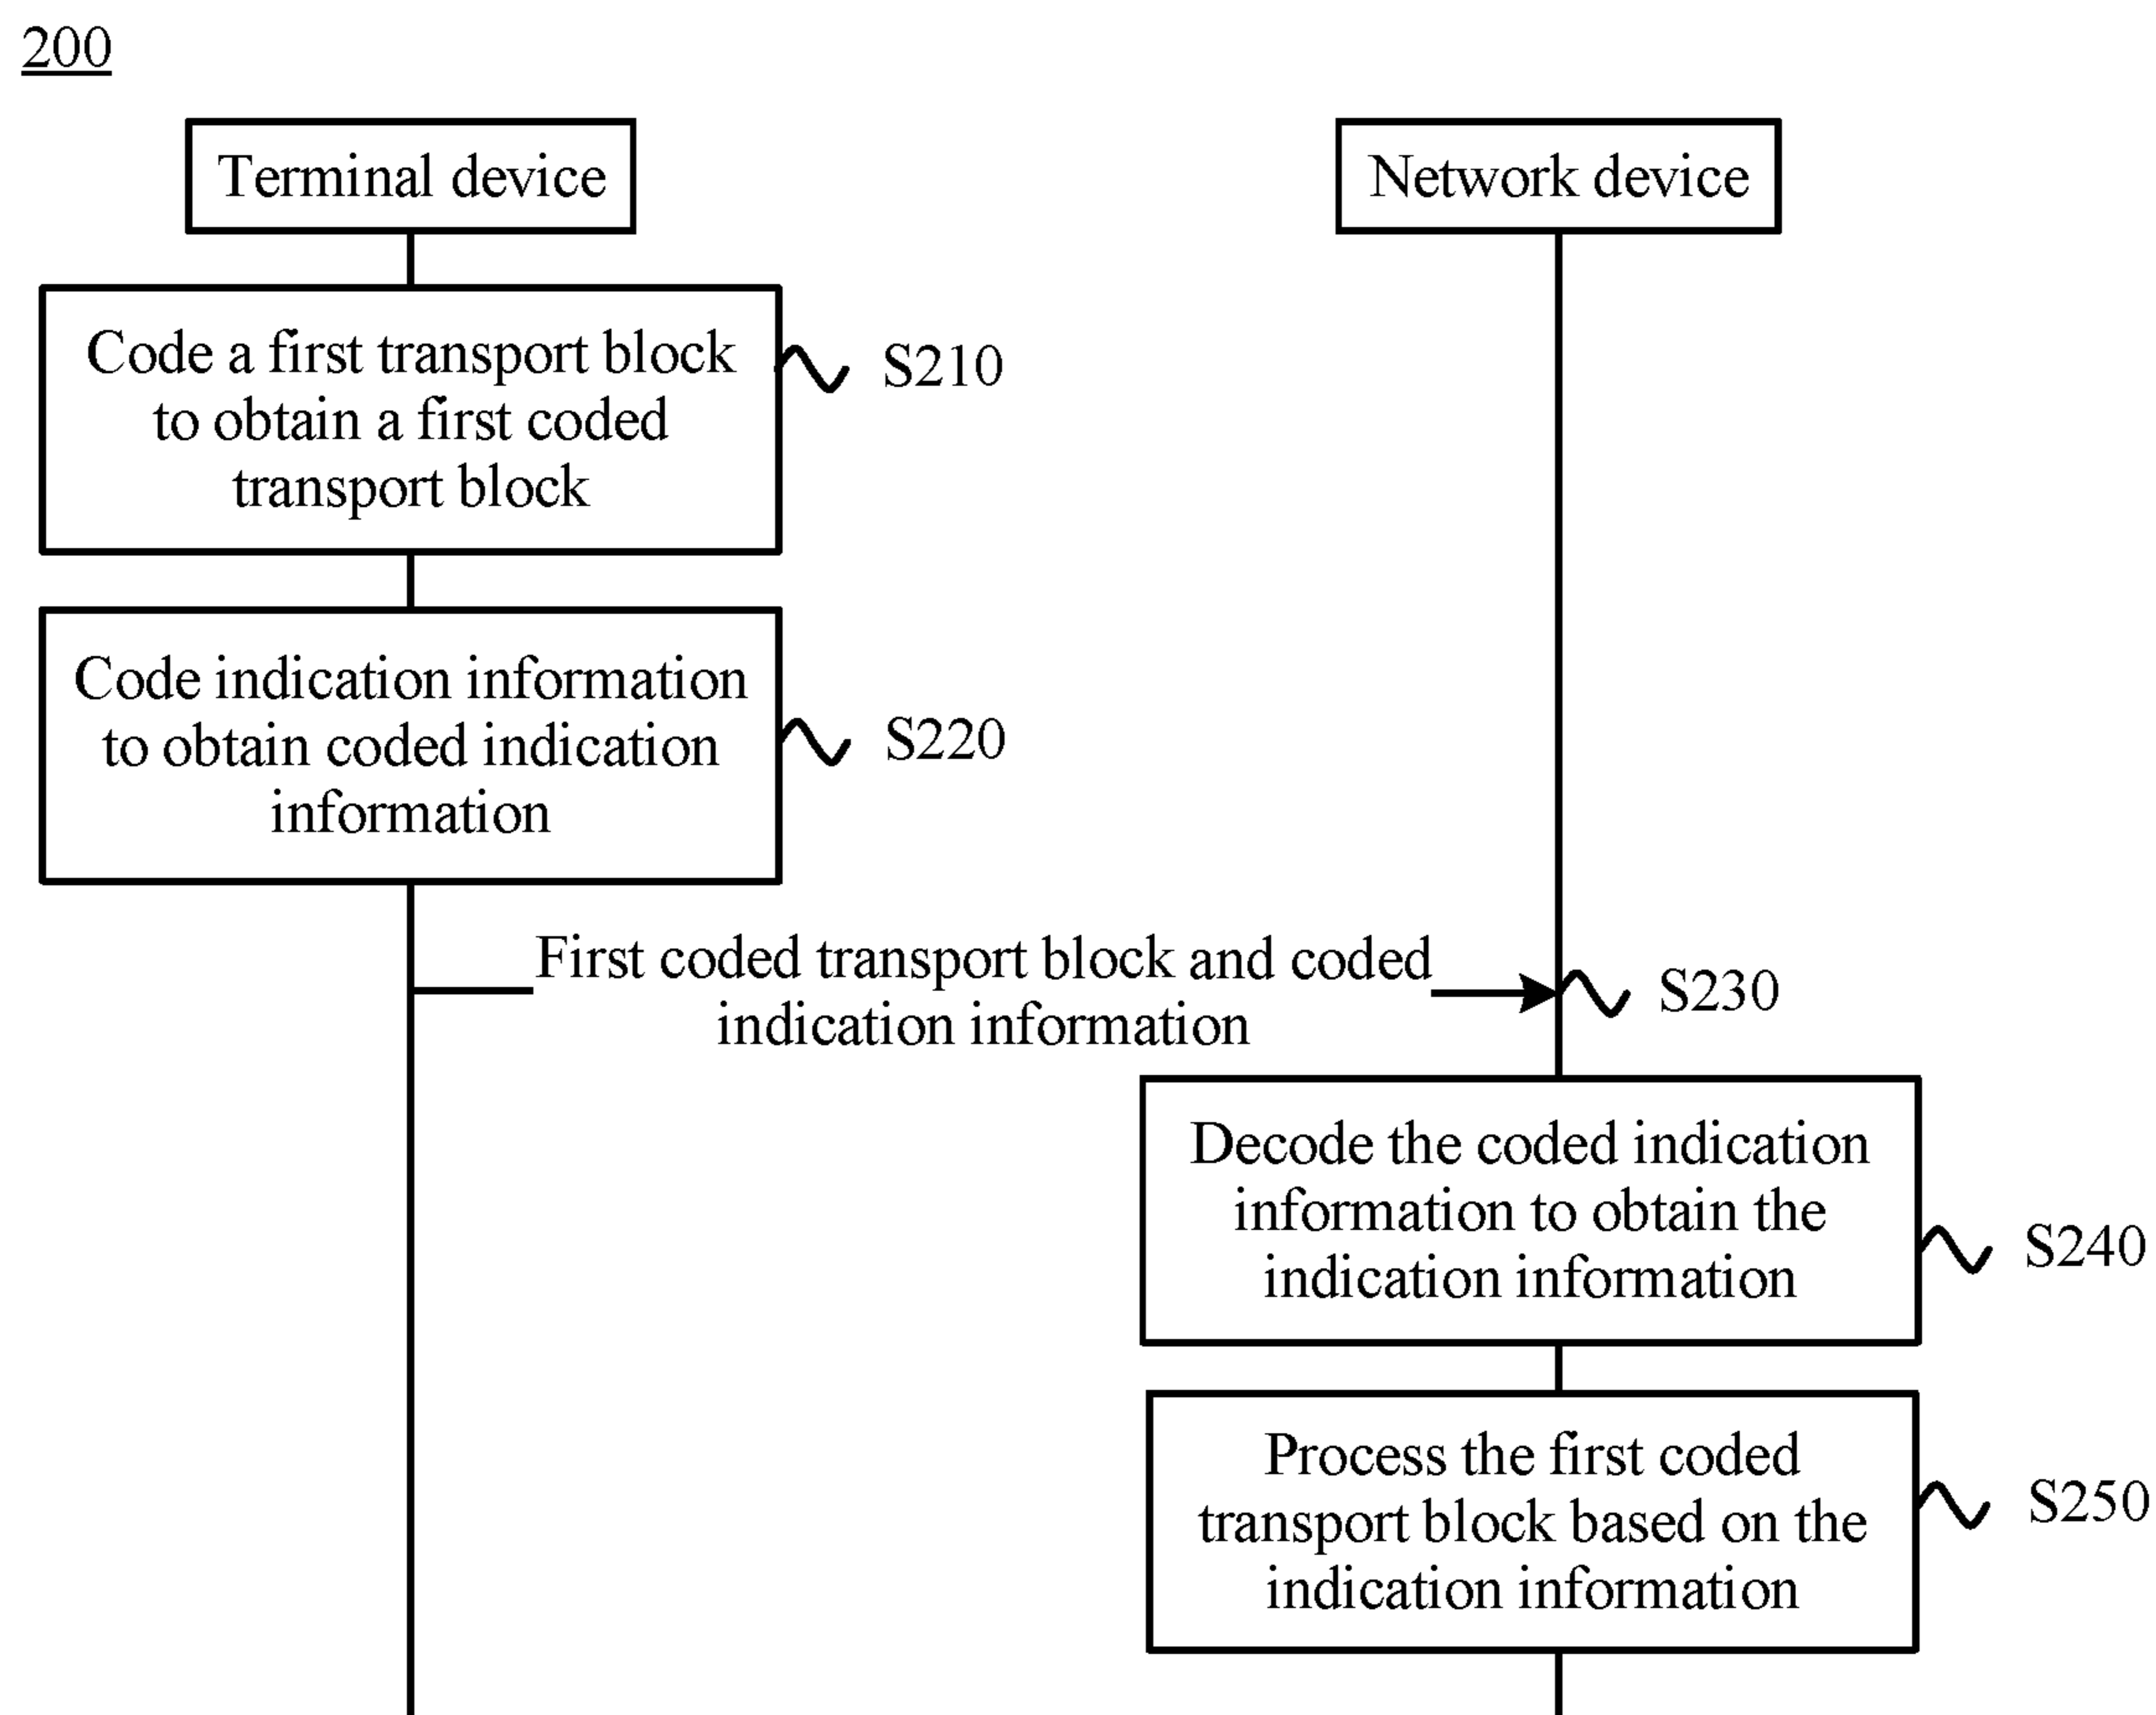 200
Terminal device
Network device
Code a first transport block
to obtain a first coded
transport block
S210
Code indication information
to obtain coded indication
information
S220
First coded transport block and coded
indication information
S230
Decode the coded indication
information to obtain the
indication information
S240
Process the first coded
transport block based on the
indication information
S250